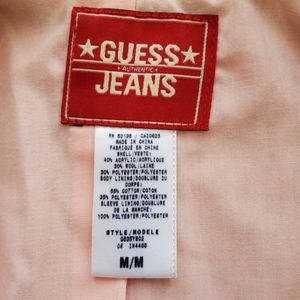 GUESS
AUTHENTIC
JEANS
RN 62136 / CA20625
MADE IN CHINA
FABRIQUE EN CHINE
SHELL/VESTE:
40% ACRYLIC/ACRYLIQUE
30% WOOL/LAINE
30% POLYESTER/POLYESTER
BODY LINING/DOUBLURE DU
CORPS:
65% COTTON/COTON
35% POLYESTER/POLYESTER
SLEEVE LINING/DOUBLURE
DE LA MANCHE:
100% POLYESTER/POLYESTER
STYLE/MODELE
M/M